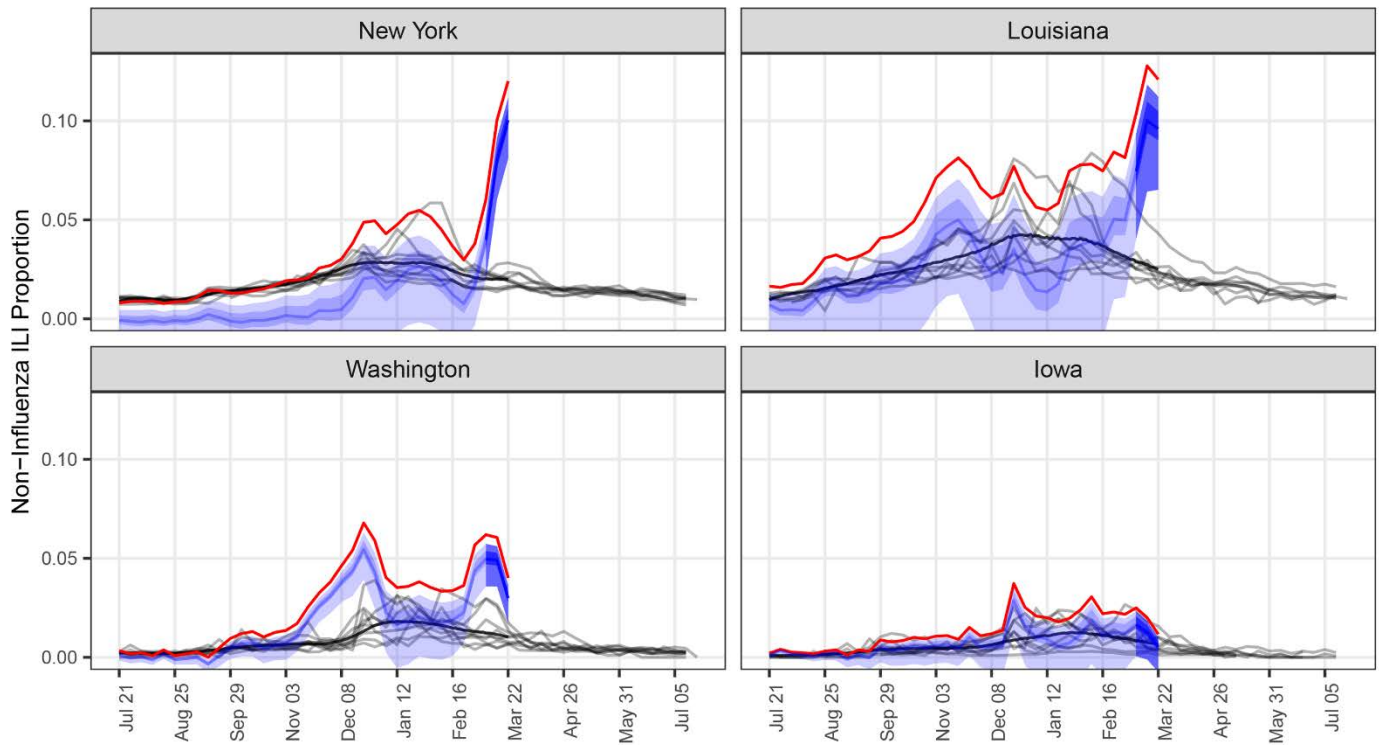 New York
Louisiana
Non−Influenza ILI Proportion
0.10
0.05
0.00
Washington
Iowa
0.10
0.05
0.00
Jul 21
Aug 25
Sep 29
Nov 03
Dec 08
Jan 12
Feb 16
Mar 22
Apr 26
May 31
Jul 05
Jul 21
Aug 25
Sep 29
Nov 03
Dec 08
Jan 12
Feb 16
Mar 22
Apr 26
May 31
Jul 05